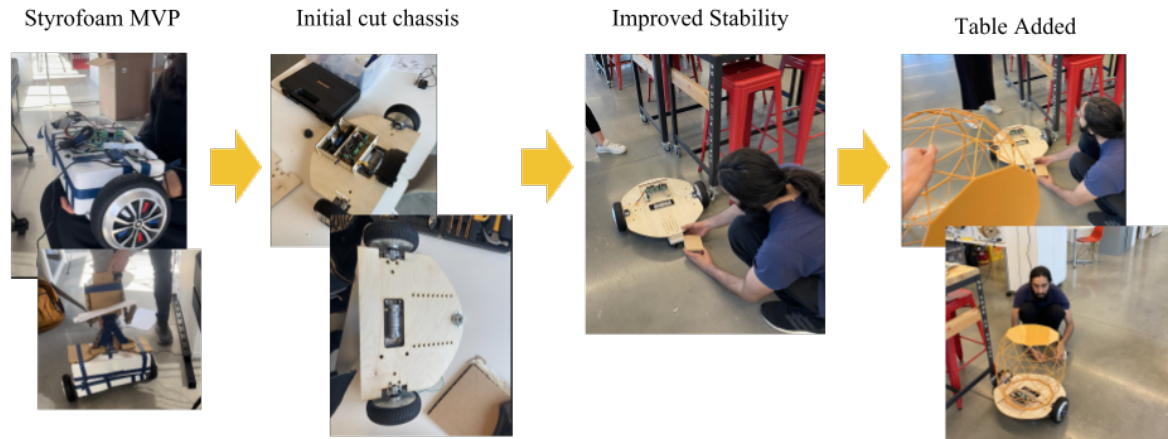 Styrofoam MVP
Initial cut chassis
Improved Stability
Table Added